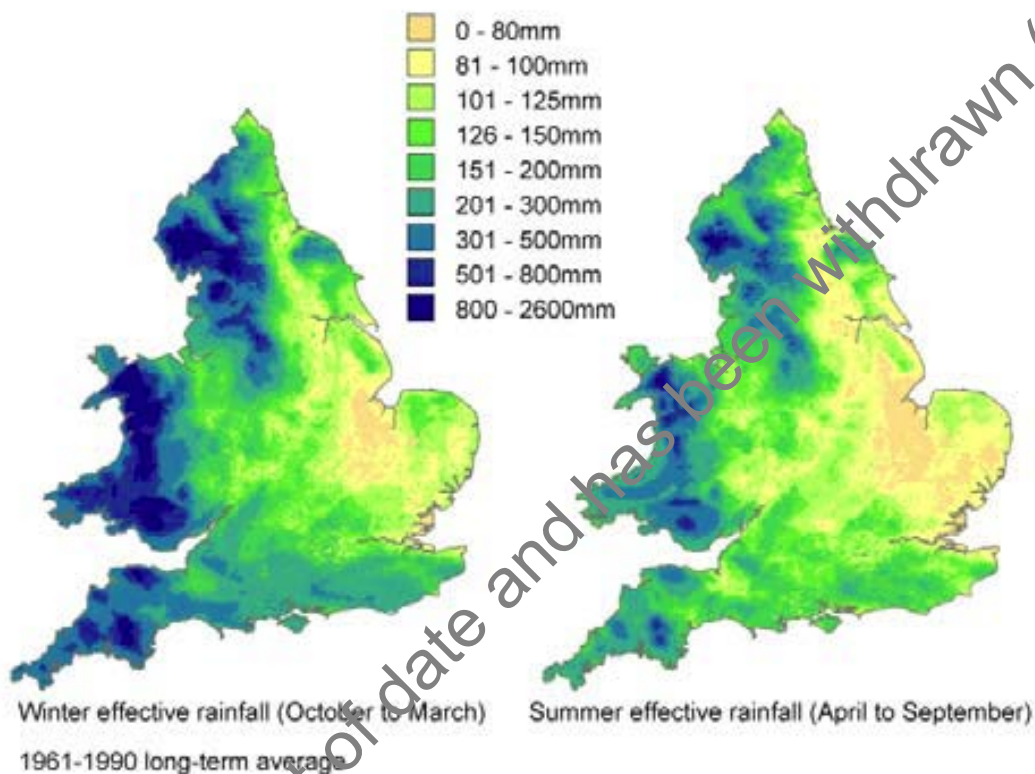 0 - 80mm
81 - 100mm
101 - 125mm
126 - 150mm
151 - 200mm
201 - 300mm
301 - 500mm
501 - 800mm
800 - 2600mm
Winter effective rainfall (October to March)
Summer effective rainfall (April to September)
1961-1990 long-term average
of date and has been withdrawn (